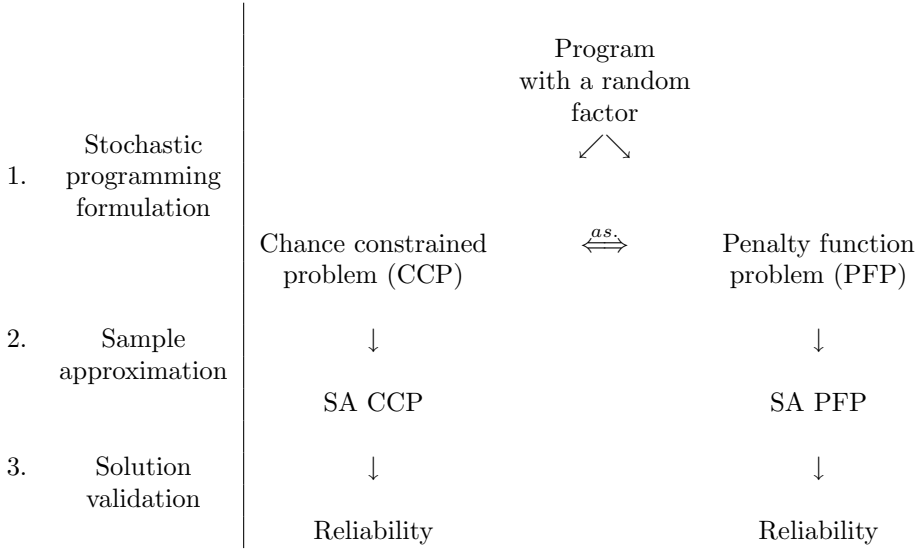 Program
with a random
factor
↙↘
1.
Stochastic
programming
formulation
Chance constrained
problem (CCP)
as.
⟺
Penalty function
problem (PFP)
2.
Sample
approximation
↓ ↓
SA CCP
SA PFP
3.
Solution
validation
↓ ↓
Reliability
Reliability